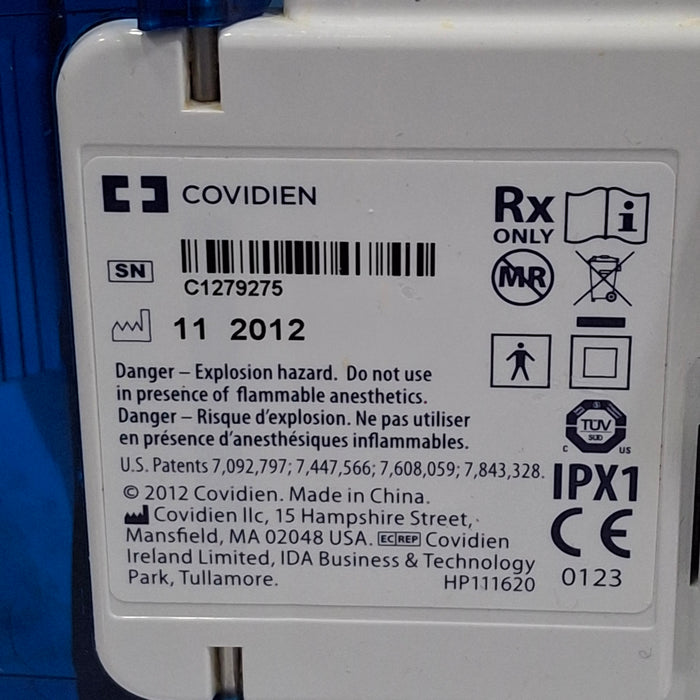 COVIDIEN
Rx
ONLY
i
SN
C1279275
MR
11 2012
Danger – Explosion hazard. Do not use
in presence of flammable anesthetics.
Danger – Risque d'explosion. Ne pas utiliser
en présence d'anesthésiques inflammables.
TÜV
SÜD
C US
U.S. Patents 7,092,797; 7,447,566; 7,608,059; 7,843,328.
IPX1
© 2012 Covidien. Made in China.
Covidien llc, 15 Hampshire Street,
Mansfield, MA 02048 USA. EC REP Covidien
Ireland Limited, IDA Business & Technology
Park, Tullamore.
HP111620
CE
0123